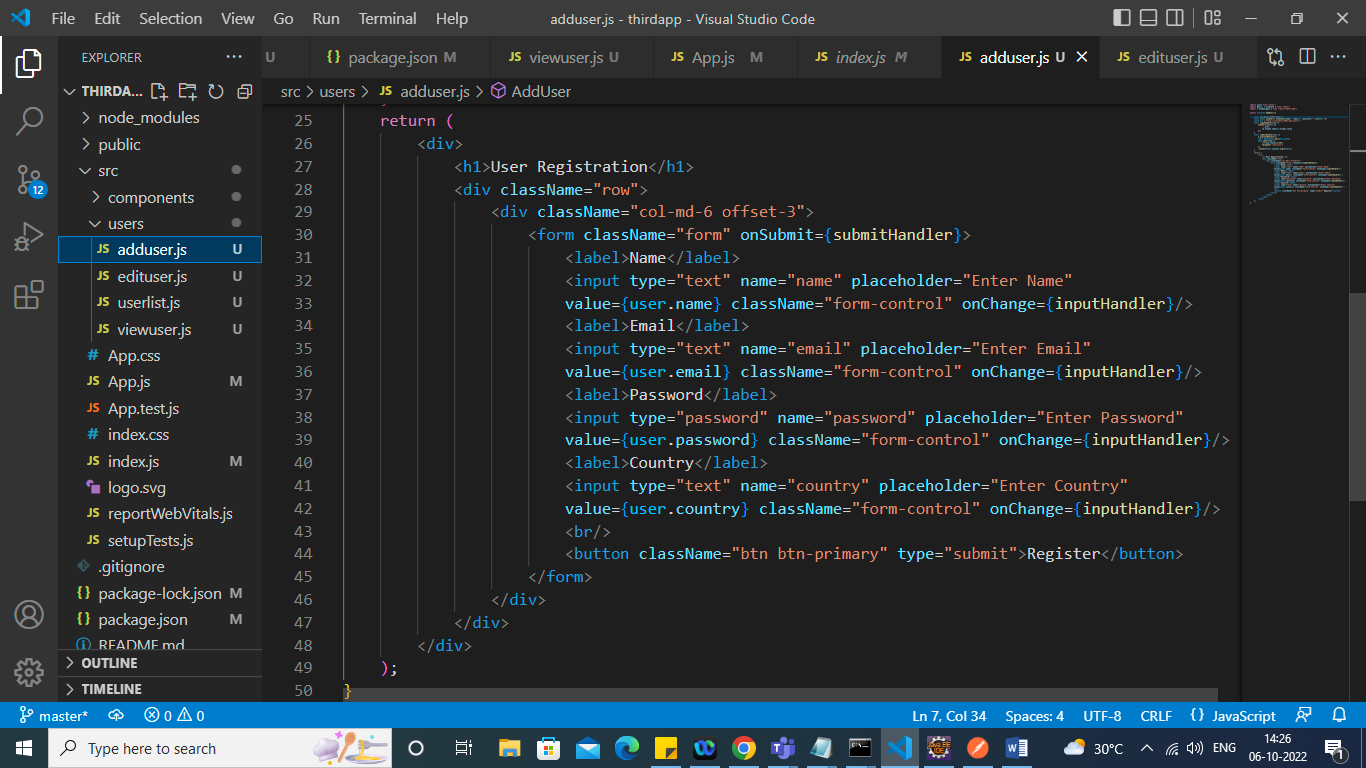 File Edit Selection View Go Run Terminal Help adduser.js - thirdapp - Visual Studio Code
EXPLORER
U package.json M viewuser.js U App.js M index.js M adduser.js U edituser.js U
src > users > adduser.js > AddUser
THIRDA...
node_modules
public
src
components
users
adduser.js U
edituser.js U
userlist.js U
viewuser.js U
App.css
App.js M
App.test.js
index.css
index.js M
logo.svg
reportWebVitals.js
setupTests.js
.gitignore
package-lock.json M
package.json M
README.md
OUTLINE
TIMELINE
12
25 return (
26 <div>
27 <h1>User Registration</h1>
28 <div className="row">
29 <div className="col-md-6 offset-3">
30 <form className="form" onSubmit={submitHandler}>
31 <label>Name</label>
32 <input type="text" name="name" placeholder="Enter Name"
33 value={user.name} className="form-control" onChange={inputHandler}/>
34 <label>Email</label>
35 <input type="text" name="email" placeholder="Enter Email"
36 value={user.email} className="form-control" onChange={inputHandler}/>
37 <label>Password</label>
38 <input type="password" name="password" placeholder="Enter Password"
39 value={user.password} className="form-control" onChange={inputHandler}/>
40 <label>Country</label>
41 <input type="text" name="country" placeholder="Enter Country"
42 value={user.country} className="form-control" onChange={inputHandler}/>
43 <br/>
44 <button className="btn btn-primary" type="submit">Register</button>
45 </form>
46 </div>
47 </div>
48 </div>
49 );
50 }
master* 0 0 Ln 7, Col 34 Spaces: 4 UTF-8 CRLF {} JavaScript
Type here to search 30°C ENG 14:26
06-10-2022 1